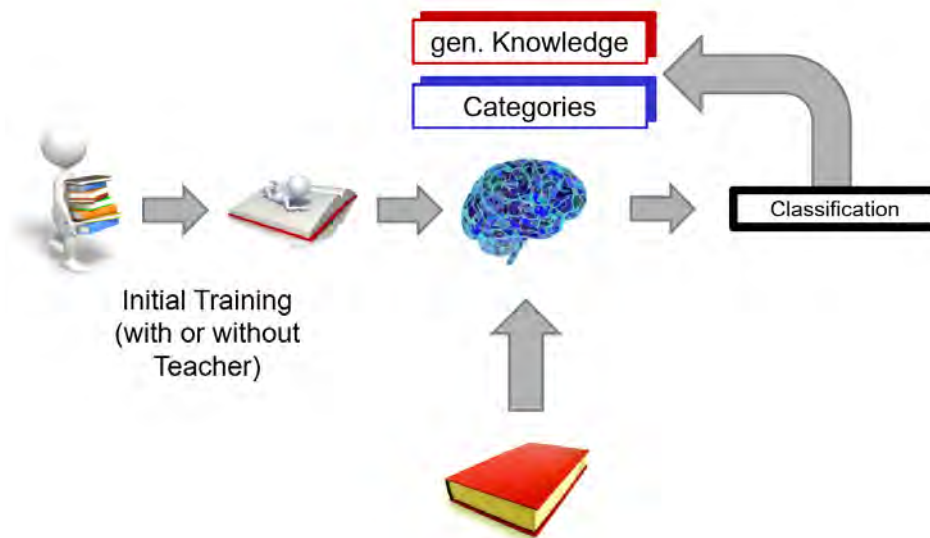 gen. Knowledge
Categories
Classification
Initial Training
(with or without
Teacher)